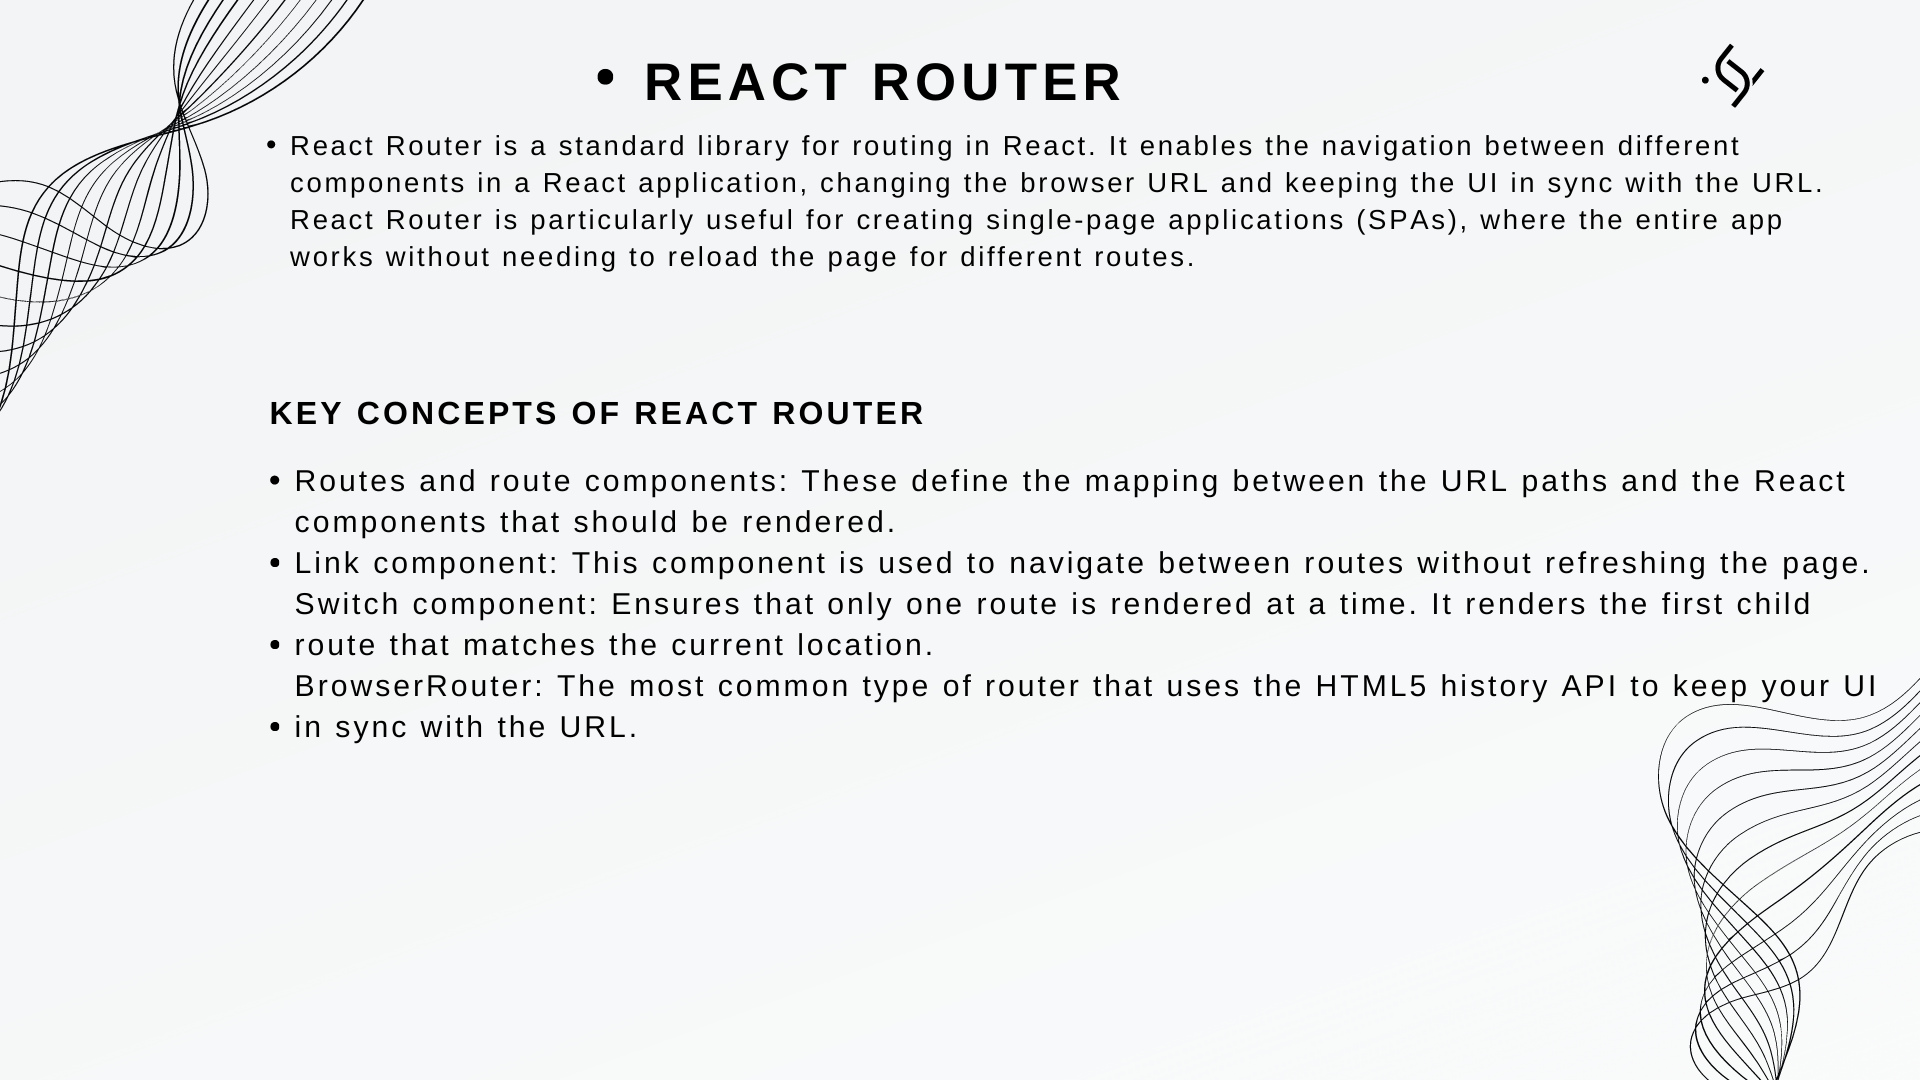 • REACT ROUTER
• React Router is a standard library for routing in React. It enables the navigation between different
components in a React application, changing the browser URL and keeping the UI in sync with the URL.
React Router is particularly useful for creating single-page applications (SPAs), where the entire app
works without needing to reload the page for different routes.
KEY CONCEPTS OF REACT ROUTER
• Routes and route components: These define the mapping between the URL paths and the React
components that should be rendered.
• Link component: This component is used to navigate between routes without refreshing the page.
Switch component: Ensures that only one route is rendered at a time. It renders the first child
• route that matches the current location.
BrowserRouter: The most common type of router that uses the HTML5 history API to keep your UI
• in sync with the URL.